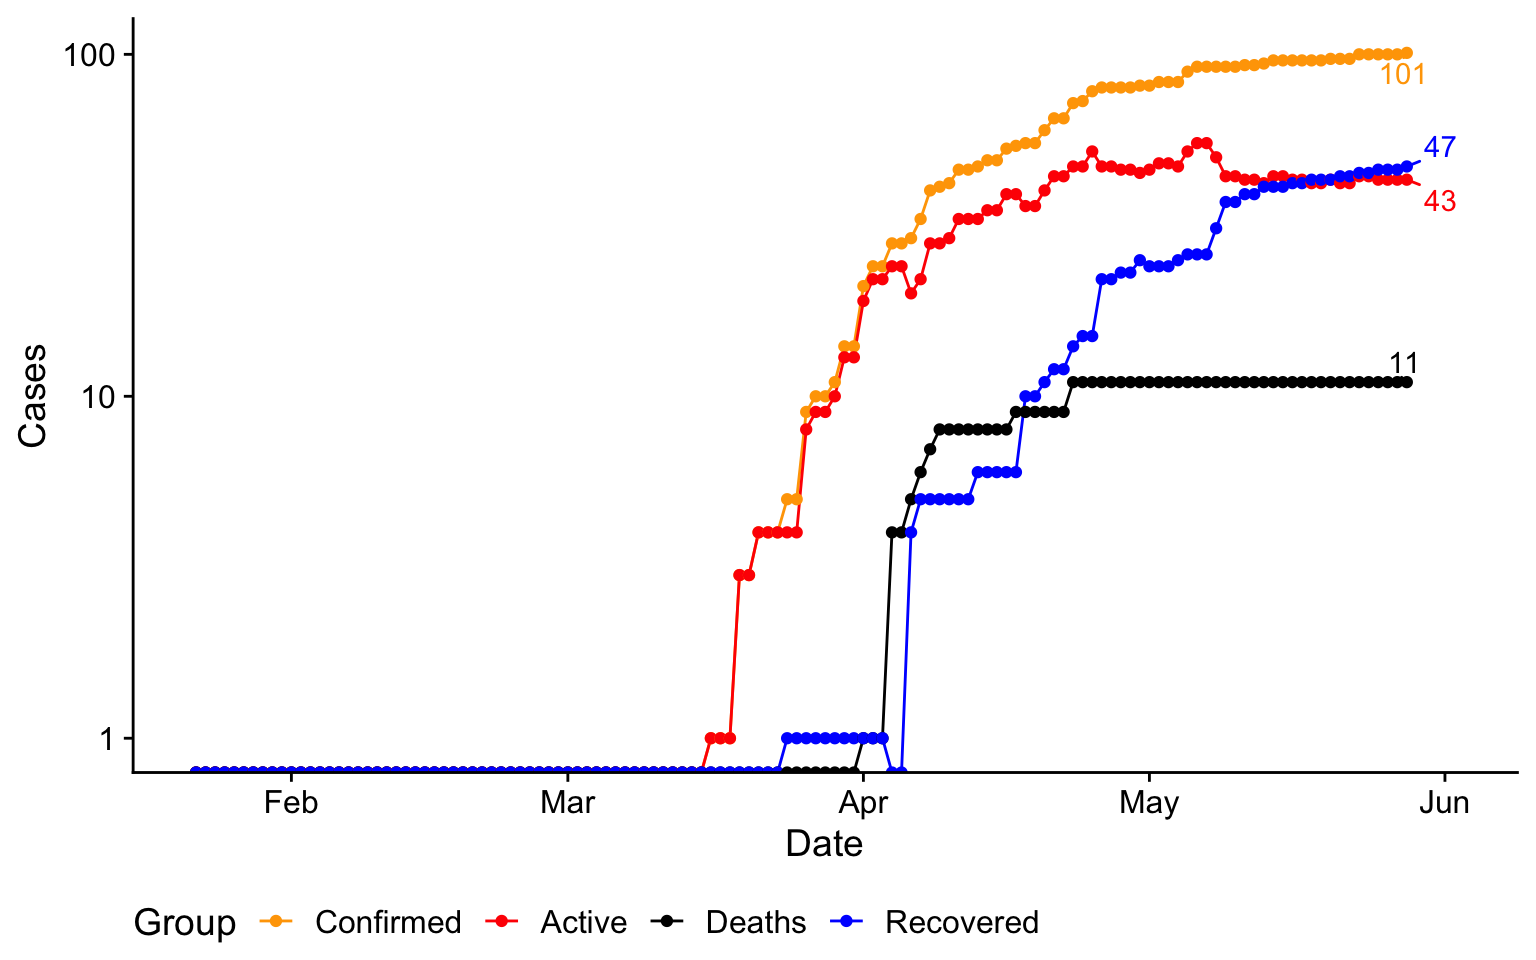 100
101
47
43
11
10
1
Cases
Feb Mar Apr May Jun
Date
Group Confirmed Active Deaths Recovered